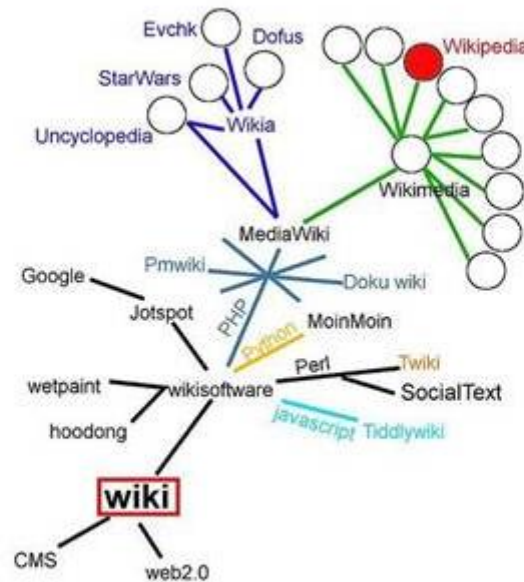 Evchk
Dofus
Wikipedia
StarWars
Wikia
Uncyclopedia
Wikimedia
MediaWiki
Pmwiki
Doku wiki
Google
PHP
Jotspot
MoinMoin
Python
Perl
Twiki
wetpaint
wikisoftware
SocialText
javascript
Tiddlywiki
hoodong
wiki
CMS
web2.0